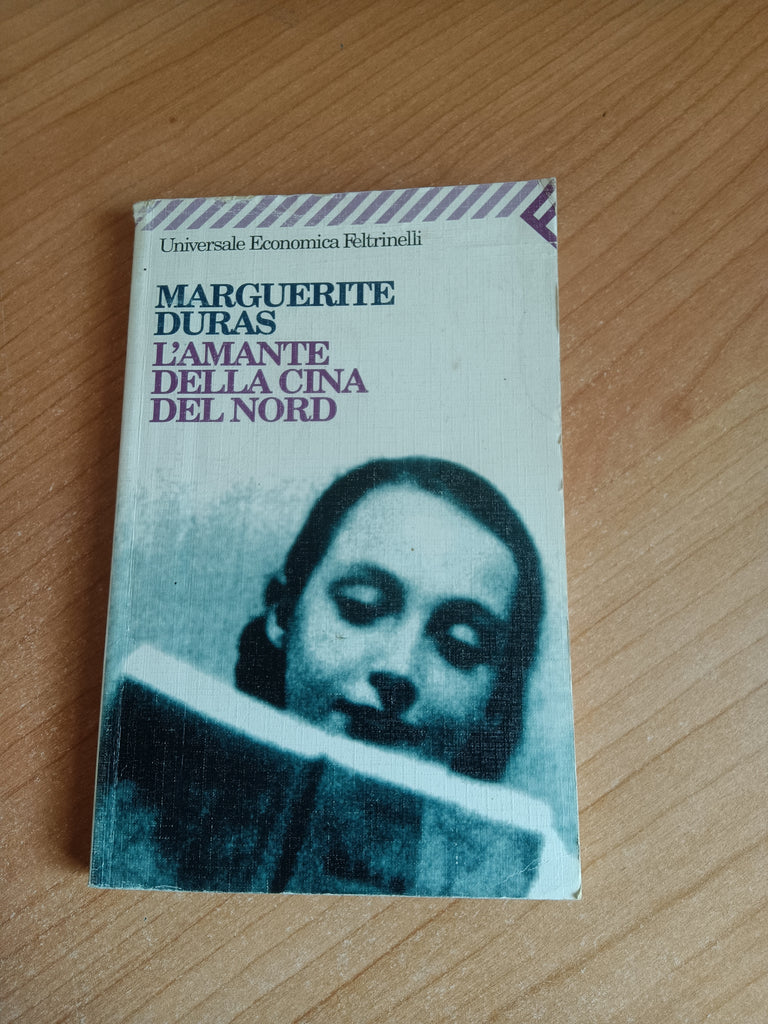 Universale Economica Feltrinelli
MARGUERITE
DURAS
L'AMANTE
DELLA CINA
DEL NORD